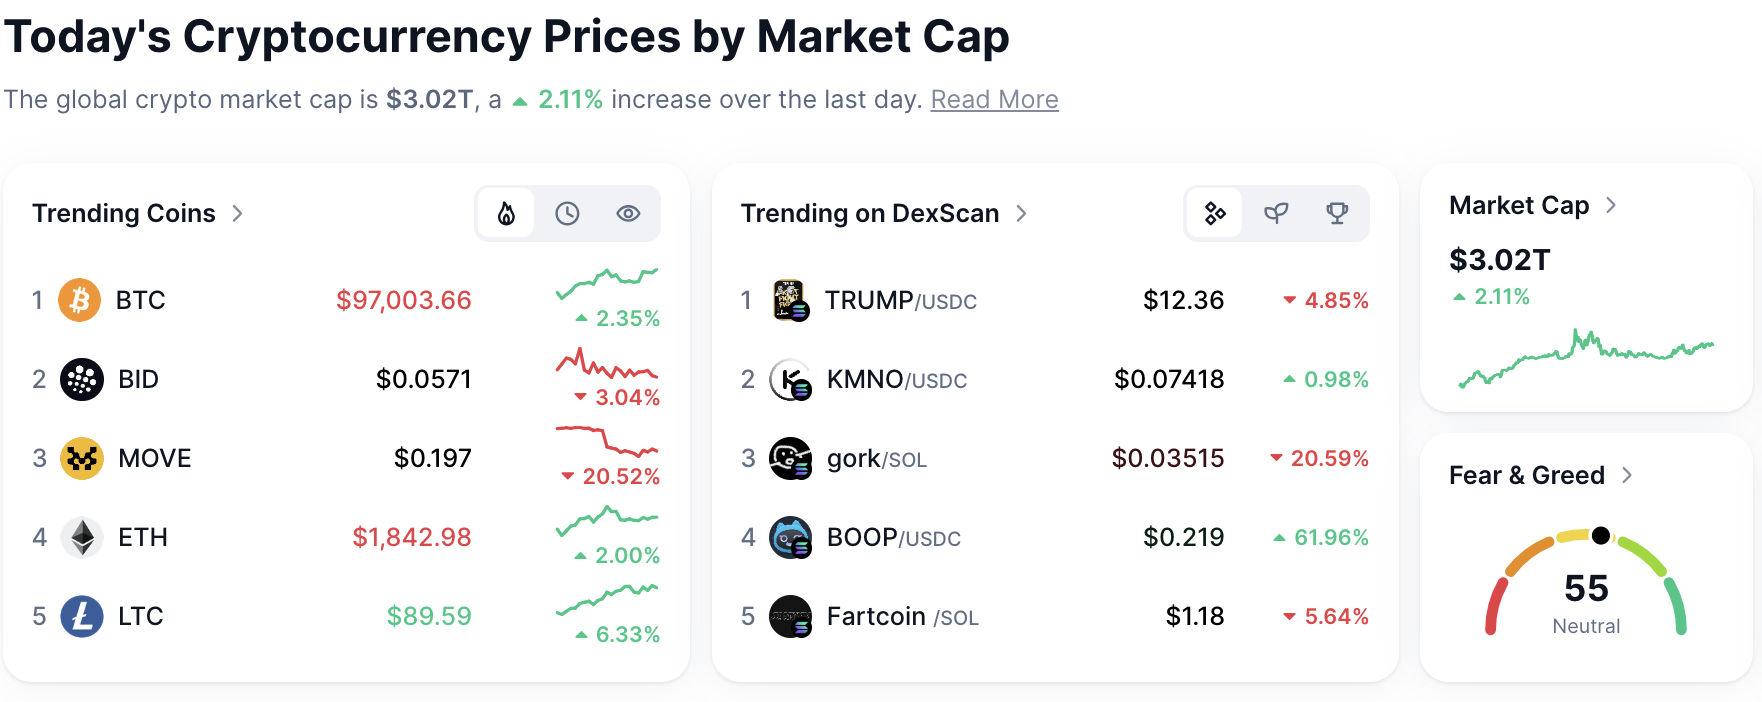 Today's Cryptocurrency Prices by Market Cap
The global crypto market cap is $3.02T, a ▲ 2.11% increase over the last day. Read More
Trending Coins
1 BTC $97,003.66 ▲ 2.35%
2 BID $0.0571 ▼ 3.04%
3 MOVE $0.197 ▼ 20.52%
4 ETH $1,842.98 ▲ 2.00%
5 LTC $89.59 ▲ 6.33%
Trending on DexScan
1 TRUMP/USDC $12.36 ▼ 4.85%
2 KMNO/USDC $0.07418 ▲ 0.98%
3 gork/SOL $0.03515 ▼ 20.59%
4 BOOP/USDC $0.219 ▲ 61.96%
5 Fartcoin /SOL $1.18 ▼ 5.64%
Market Cap
$3.02T
▲ 2.11%
Fear & Greed
55
Neutral